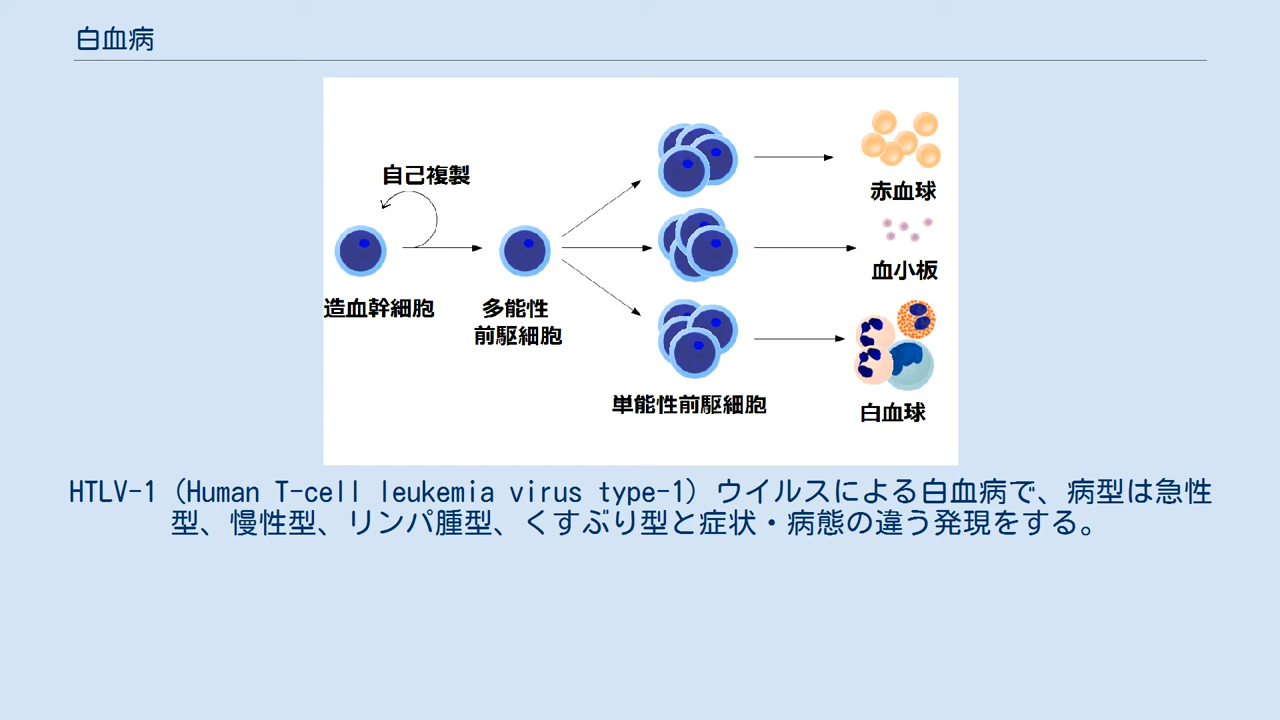 白血病
自己複製
造血幹細胞
多能性
前駆細胞
単能性前駆細胞
赤血球
血小板
白血球
HTLV-1（Human T-cell leukemia virus type-1）ウイルスによる白血病で、病型は急性
型、慢性型、リンパ腫型、くすぶり型と症状・病態の違う発現をする。